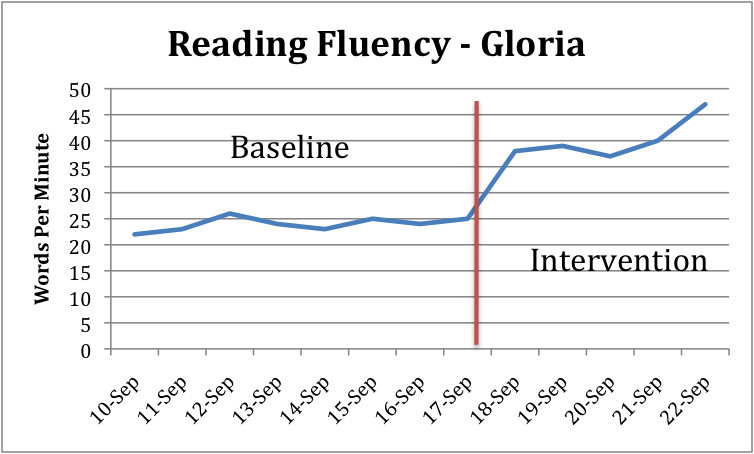 Reading Fluency - Gloria
Words Per Minute
50
45
40
35
30
25
20
15
10
5
0
Baseline
Intervention
10-Sep
11-Sep
12-Sep
13-Sep
14-Sep
15-Sep
16-Sep
17-Sep
18-Sep
19-Sep
20-Sep
21-Sep
22-Sep